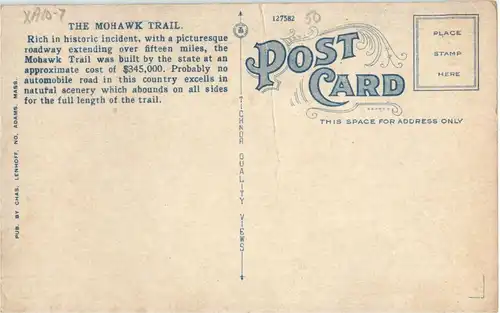 XA10-7
THE MOHAWK TRAIL.
Rich in historic incident, with a picturesque
roadway extending over fifteen miles, the
Mohawk Trail was built by the state at an
approximate cost of $345,000. Probably no
automobile road in this country excells in
natural scenery which abounds on all sides
for the full length of the trail.
PUB. BY CHAS. LENHOFF, NO. ADAMS, MASS.
TICHNOR QUALITY VIEWS
127582
50
POST
CARD
THIS SPACE FOR ADDRESS ONLY
PLACE
STAMP
HERE